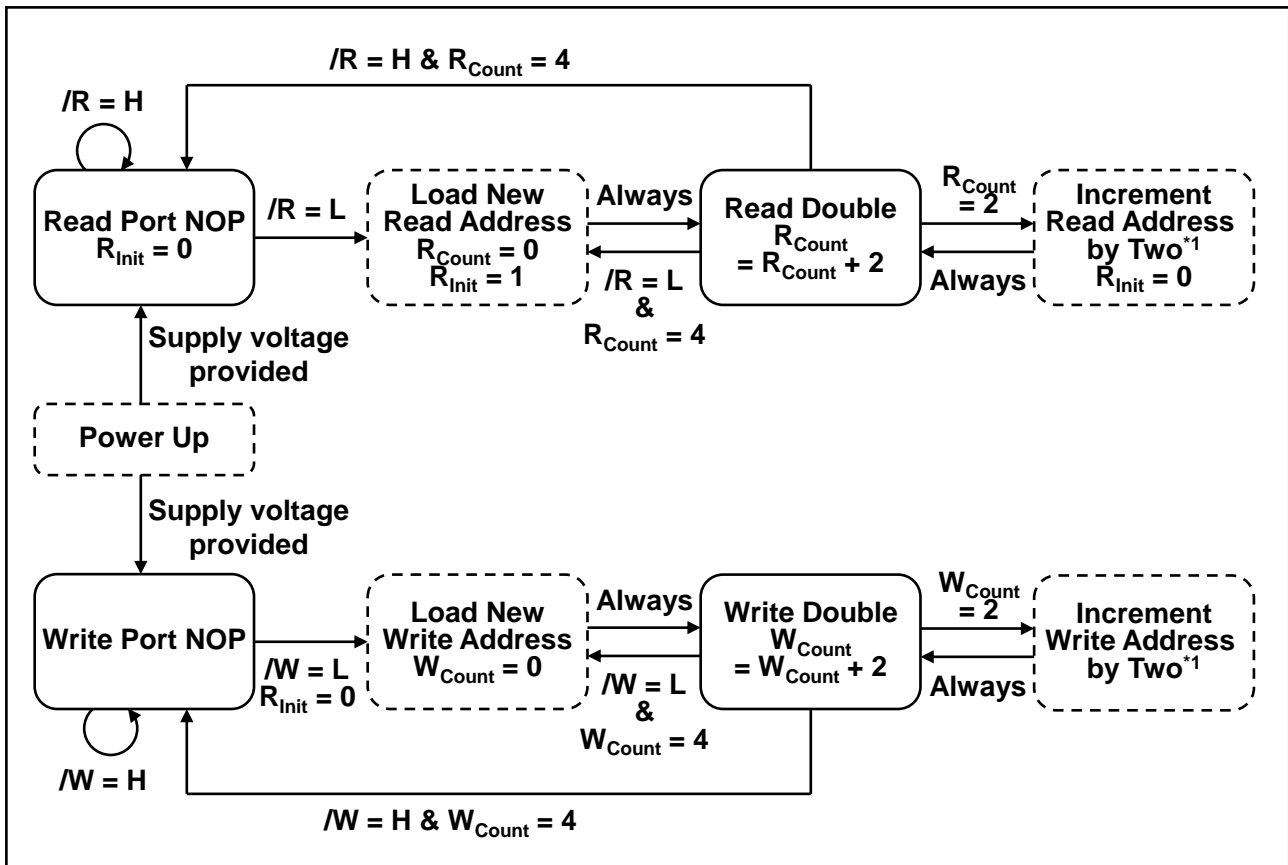 /R = H & R_Count = 4
/R = H
Read Port NOP
R_Init = 0
/R = L
Load New
Read Address
R_Count = 0
R_Init = 1
Always
/R = L
&
R_Count = 4
Read Double
R_Count
= R_Count + 2
R_Count
= 2
Always
Increment
Read Address
by Two*1
R_Init = 0
Supply voltage
provided
Power Up
Supply voltage
provided
Write Port NOP
/W = L
R_Init = 0
Load New
Write Address
W_Count = 0
Always
/W = L
&
W_Count = 4
Write Double
W_Count
= W_Count + 2
W_Count
= 2
Always
Increment
Write Address
by Two*1
/W = H
/W = H & W_Count = 4